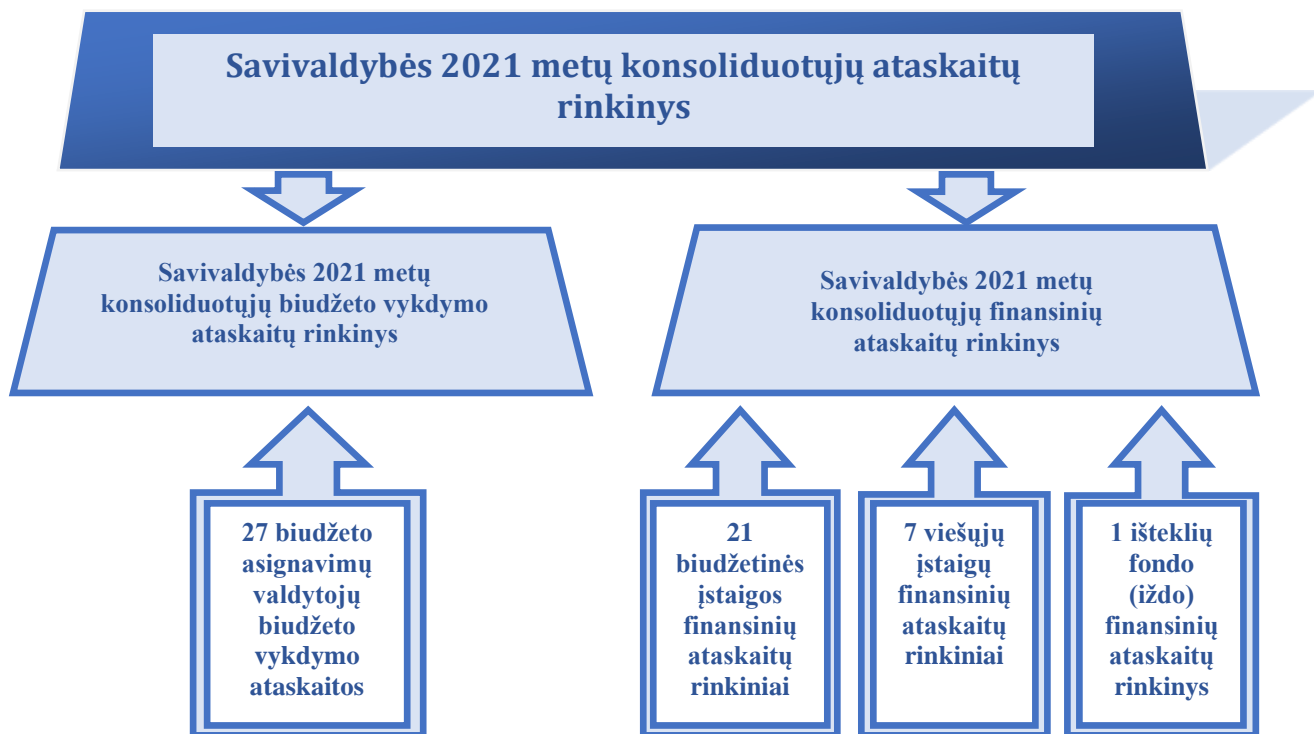 Savivaldybės 2021 metų konsoliduotųjų ataskaitų
rinkinys
Savivaldybės 2021 metų
konsoliduotųjų biudžeto vykdymo
ataskaitų rinkinys
Savivaldybės 2021 metų
konsoliduotųjų finansinių
ataskaitų rinkinys
27 biudžeto
asignavimų
valdytojų
biudžeto
vykdymo
ataskaitos
21
biudžetinės
įstaigos
finansinių
ataskaitų
rinkiniai
7 viešųjų
įstaigų
finansinių
ataskaitų
rinkiniai
1 išteklių
fondo
(iždo)
finansinių
ataskaitų
rinkinys